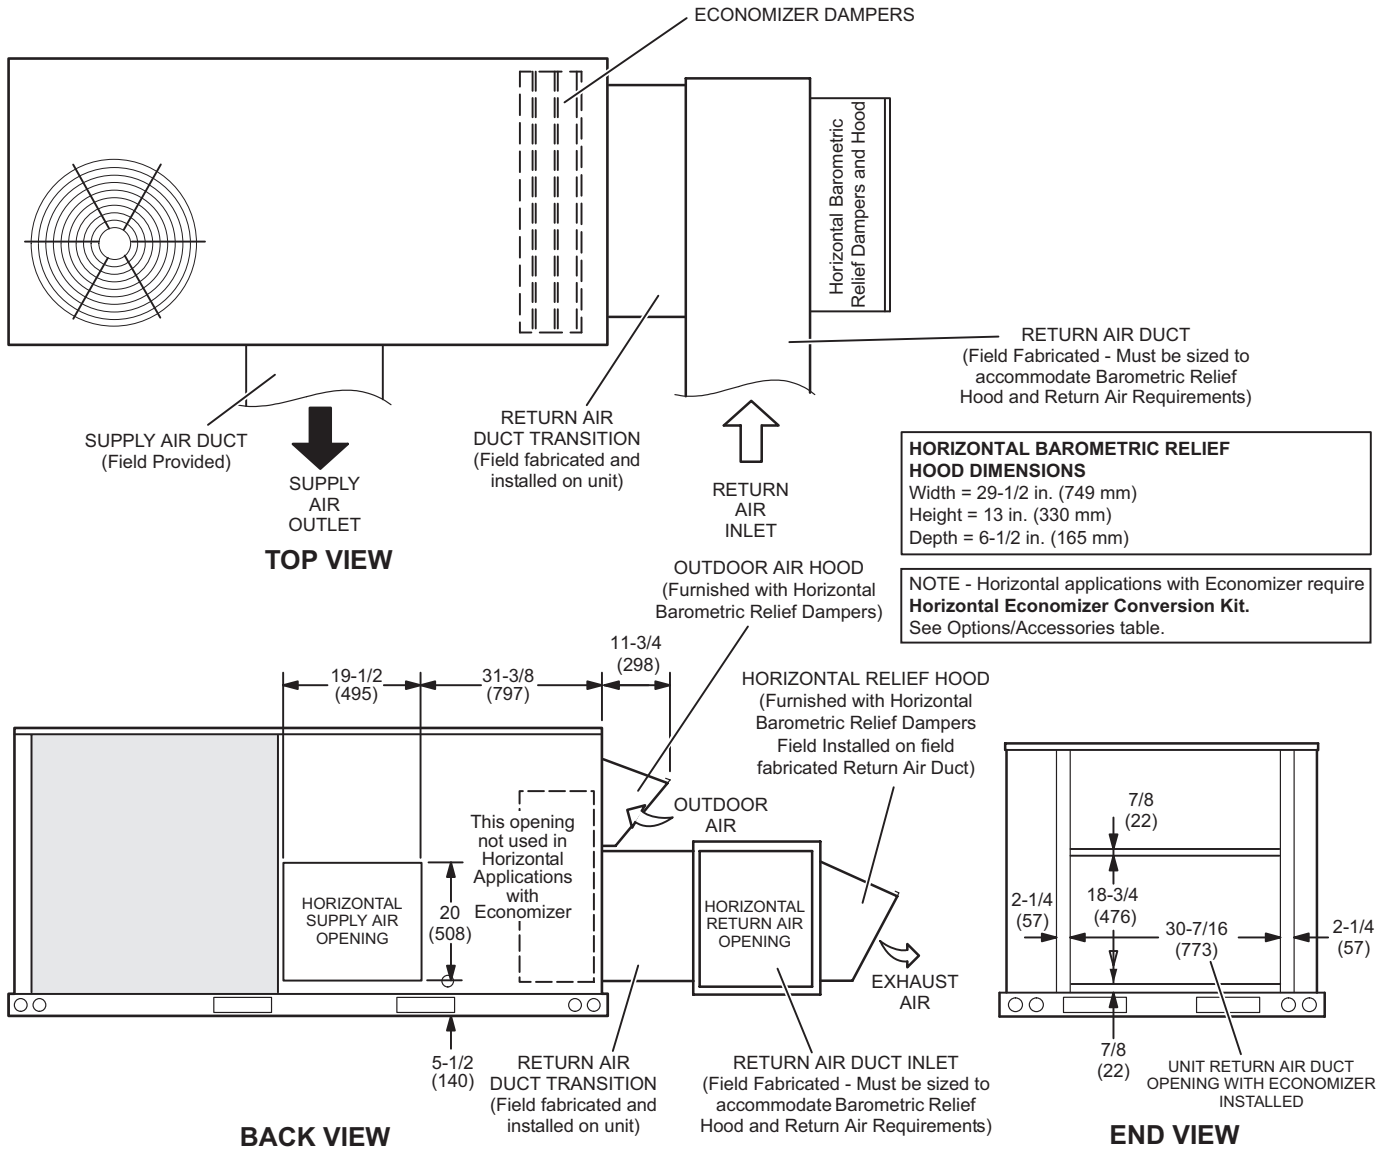 ECONOMIZER DAMPERS
Horizontal Barometric
Relief Dampers and Hood
RETURN AIR DUCT
(Field Fabricated - Must be sized to
accommodate Barometric Relief
Hood and Return Air Requirements)
SUPPLY AIR DUCT
(Field Provided)
SUPPLY
AIR
OUTLET
RETURN AIR
DUCT TRANSITION
(Field fabricated and
installed on unit)
RETURN
AIR
INLET
TOP VIEW
HORIZONTAL BAROMETRIC RELIEF
HOOD DIMENSIONS
Width = 29-1/2 in. (749 mm)
Height = 13 in. (330 mm)
Depth = 6-1/2 in. (165 mm)
NOTE - Horizontal applications with Economizer require
Horizontal Economizer Conversion Kit.
See Options/Accessories table.
OUTDOOR AIR HOOD
(Furnished with Horizontal
Barometric Relief Dampers)
19-1/2
(495)
31-3/8
(797)
11-3/4
(298)
HORIZONTAL RELIEF HOOD
(Furnished with Horizontal
Barometric Relief Dampers
Field Installed on field
fabricated Return Air Duct)
OUTDOOR
AIR
This opening
not used in
Horizontal
Applications
with
Economizer
HORIZONTAL
SUPPLY AIR
OPENING
20
(508)
HORIZONTAL
RETURN AIR
OPENING
EXHAUST
AIR
5-1/2
(140)
RETURN AIR
DUCT TRANSITION
(Field fabricated and
installed on unit)
RETURN AIR DUCT INLET
(Field Fabricated - Must be sized to
accommodate Barometric Relief
Hood and Return Air Requirements)
BACK VIEW
7/8
(22)
2-1/4
(57)
18-3/4
(476)
30-7/16
(773)
2-1/4
(57)
7/8
(22)
UNIT RETURN AIR DUCT
OPENING WITH ECONOMIZER
INSTALLED
END VIEW